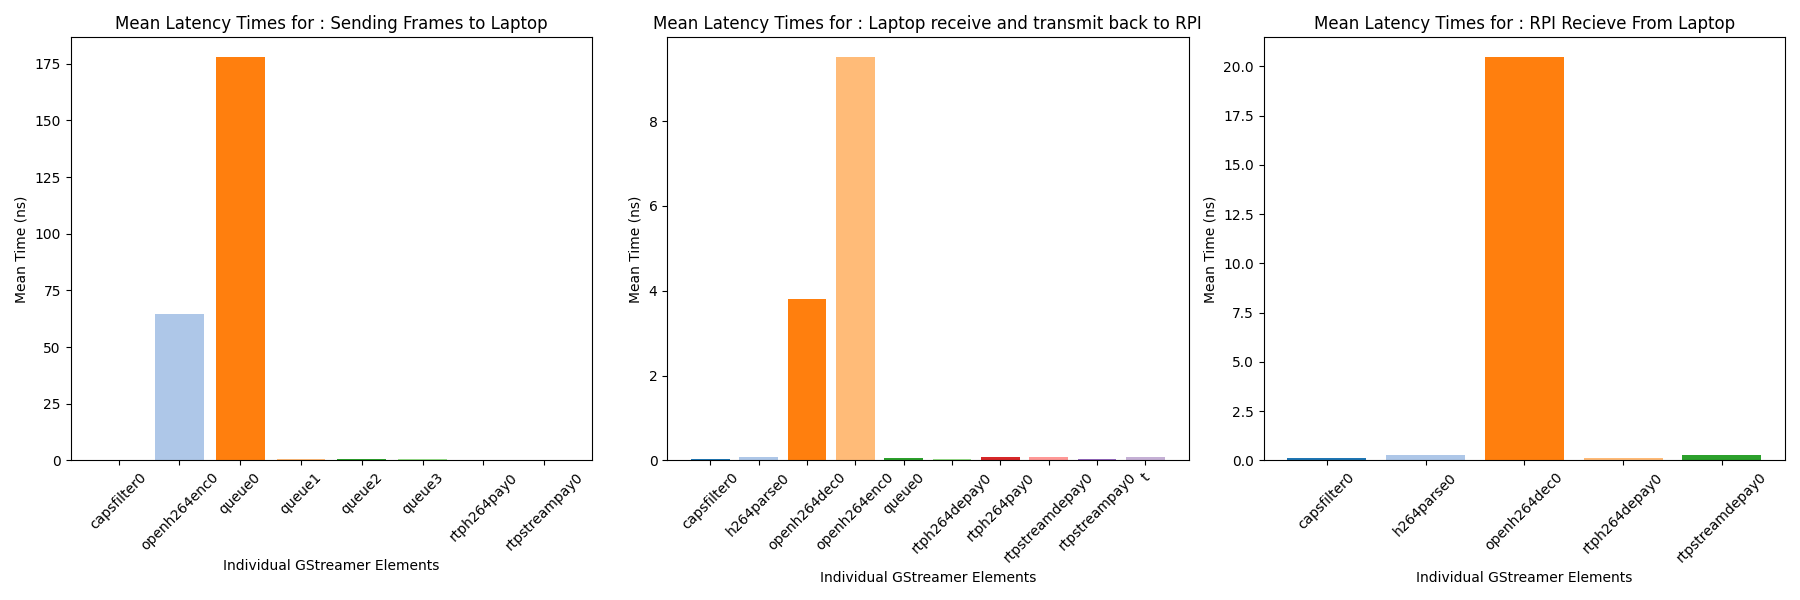 Mean Latency Times for : Sending Frames to Laptop
Mean Time (ns)
175
150
125
100
75
50
25
0
capsfilter0
openh264enc0
queue0
queue1
queue2
queue3
rtph264pay0
rtpstreampay0
Individual GStreamer Elements
Mean Latency Times for : Laptop receive and transmit back to RPI
Mean Time (ns)
8
6
4
2
0
capsfilter0
h264parse0
openh264dec0
openh264enc0
queue0
rtph264depay0
rtph264pay0
rtpstreamdepay0
rtpstreampay0
t
Individual GStreamer Elements
Mean Latency Times for : RPI Recieve From Laptop
Mean Time (ns)
20.0
17.5
15.0
12.5
10.0
7.5
5.0
2.5
0.0
capsfilter0
h264parse0
openh264dec0
rtph264depay0
rtpstreamdepay0
Individual GStreamer Elements